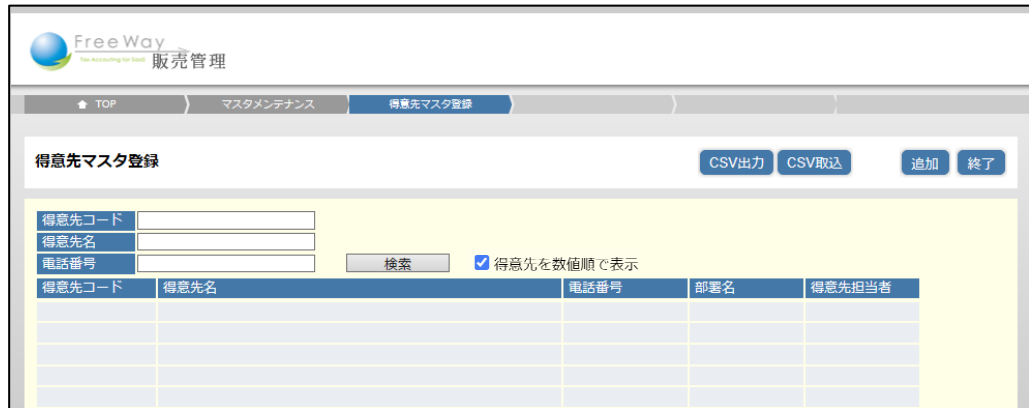 FreeWay
You Accounting for SaaS
販売管理
TOP マスタメンテナンス 得意先マスタ登録
得意先マスタ登録 CSV出力 CSV取込 追加 終了
得意先コード
得意先名
電話番号 検索 得意先を数値順で表示
得意先コード 得意先名 電話番号 部署名 得意先担当者